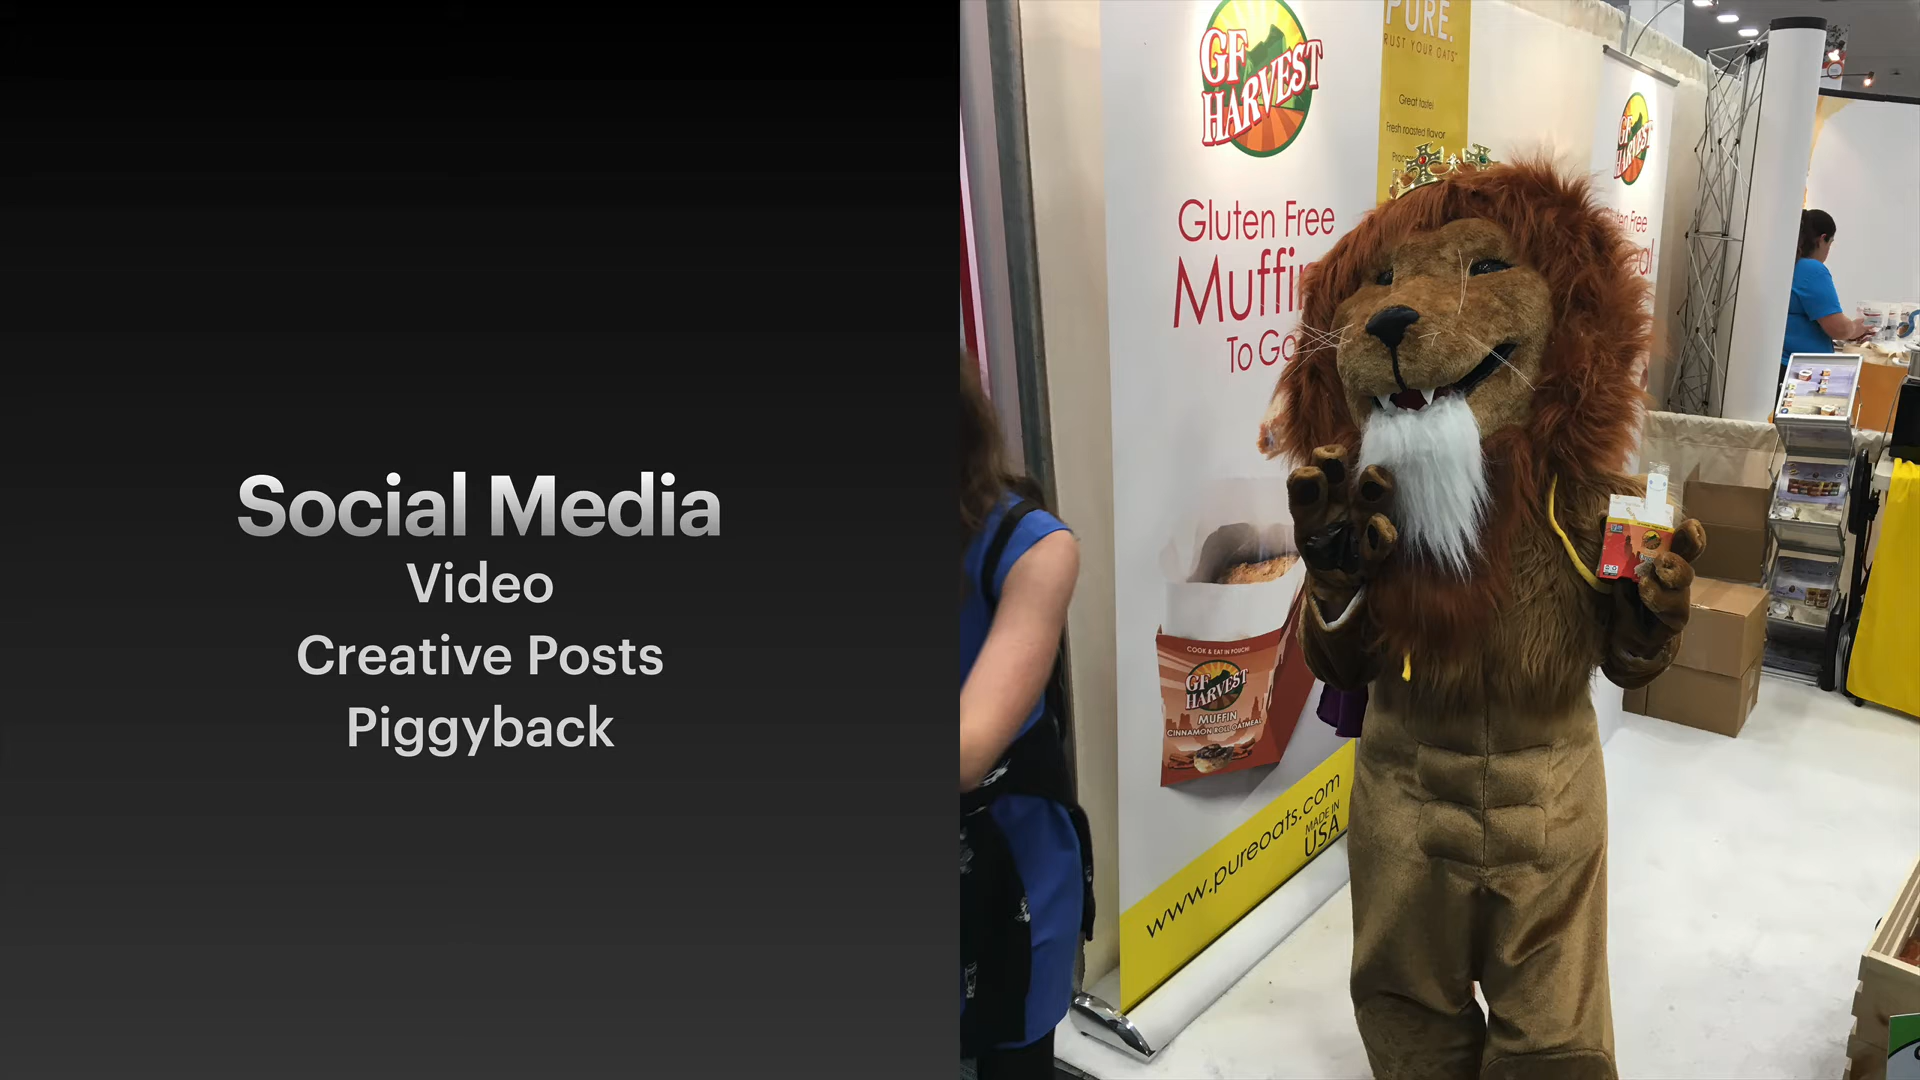 Social Media
Video
Creative Posts
Piggyback
GF
HARVEST
Gluten Free
To Go
COOK & EAT IN POUCH!
GF
HARVEST
MUFFIN
CINNAMON ROLL OATMEAL
www.pureoats.com
MADE IN
USA
PURE.
RUST YOUR OATS
Great taste!
Fresh roasted flavor
GF
HARVEST
Free